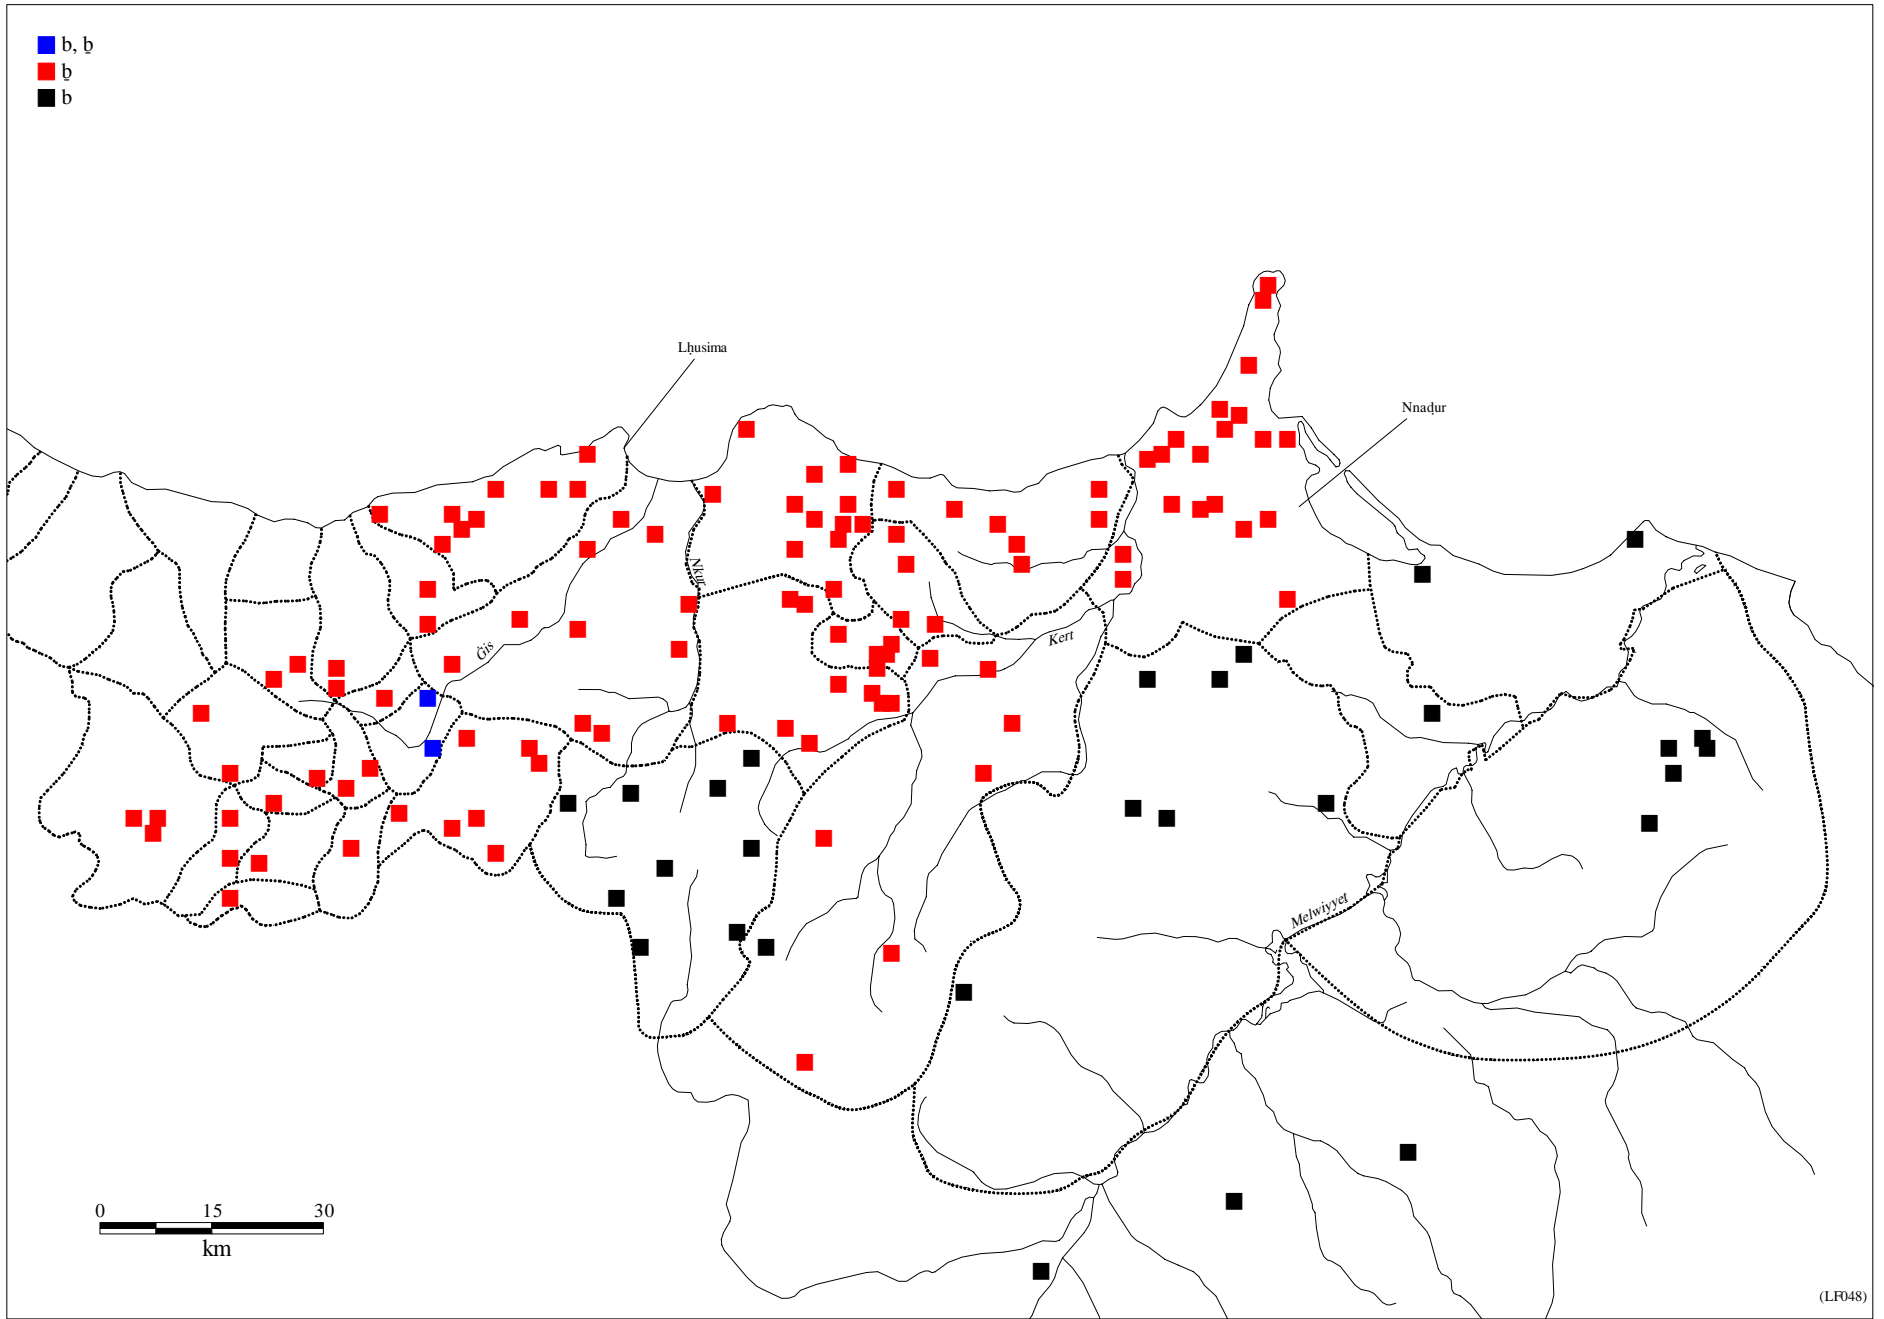 b, ḇ
ḇ
b
Lḥusima
Nnaḍur
Nkur
Ġis
Kert
Melwiyyet
0 15 30
km
(LF048)